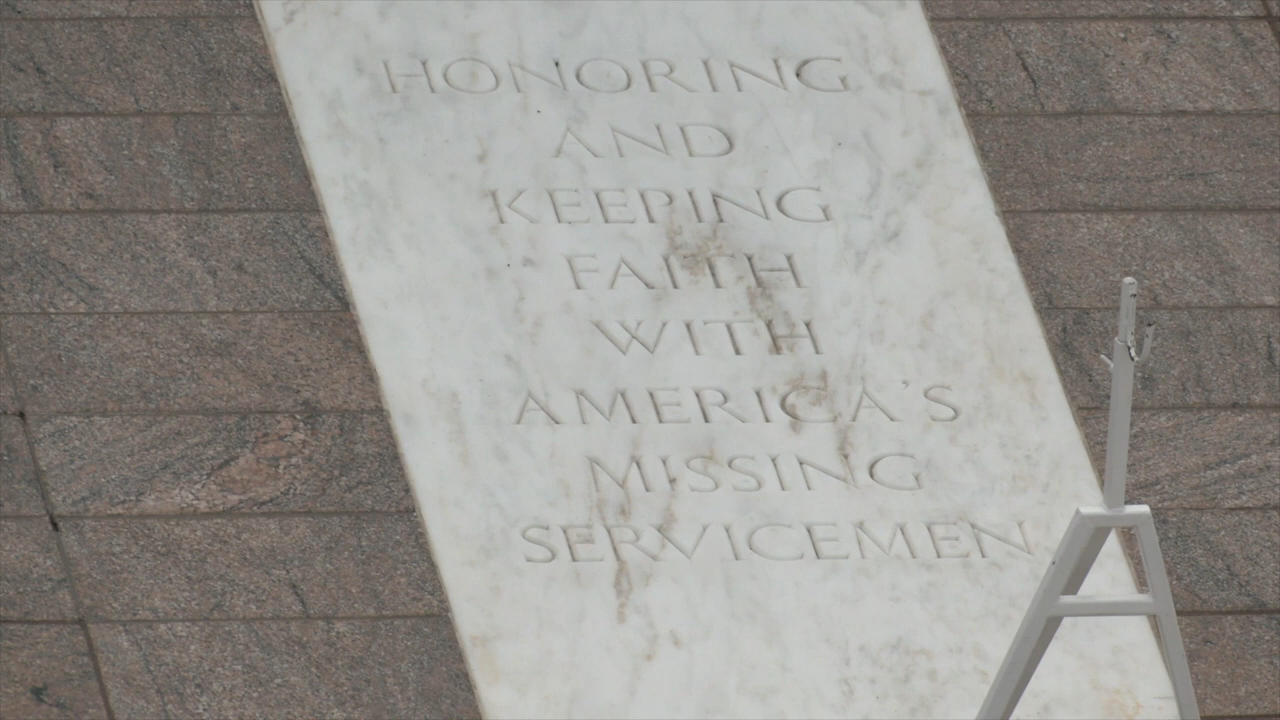 HONORING
AND
KEEPING
FAITH
WITH
AMERICA'S
MISSING
SERVICEMEN